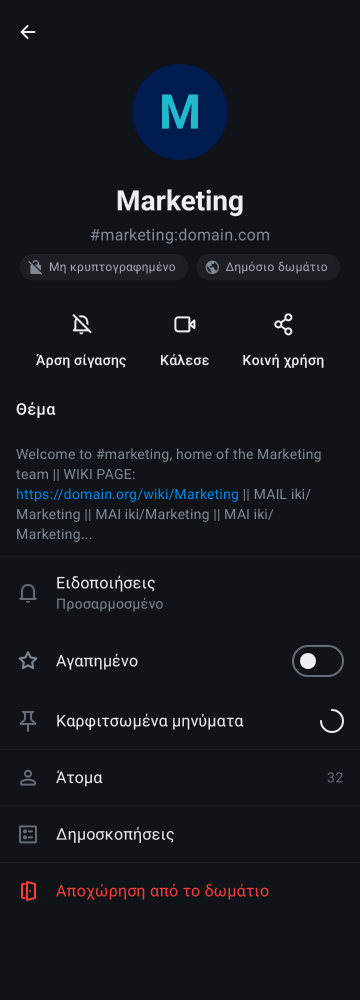 M
Marketing
#marketing:domain.com
Μη κρυπτογραφημένο
Δημόσιο δωμάτιο
Άρση σίγασης
Κάλεσε
Κοινή χρήση
Θέμα
Welcome to #marketing, home of the Marketing
team || WIKI PAGE:
https://domain.org/wiki/Marketing || MAIL iki/
Marketing || MAI iki/Marketing || MAI iki/
Marketing...
Ειδοποιήσεις
Προσαρμοσμένο
Αγαπημένο
Καρφιτσωμένα μηνύματα
Άτομα 32
Δημοσκοπήσεις
Αποχώρηση από το δωμάτιο